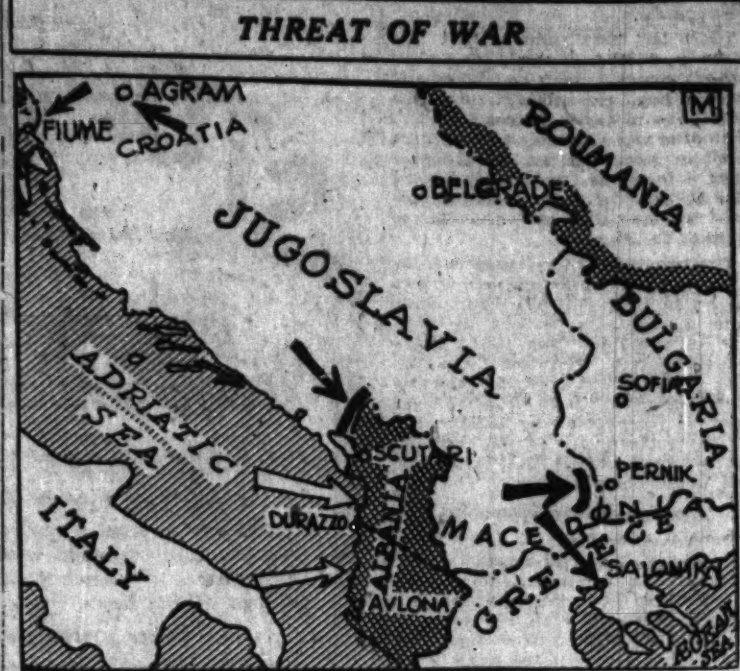 THREAT OF WAR
M
AGRAM
FIUME
CROATIA
ROUMANIA
BELGRADE
JUGOSLAVIA
BULGARIA
ADRIATIC
SEA
SOFIA
SCUTARI
PERNIK
DURAZZO
ALBANIA
MACEDONIA
ITALY
GREECE
SALONIKA
AVLONA
SEA